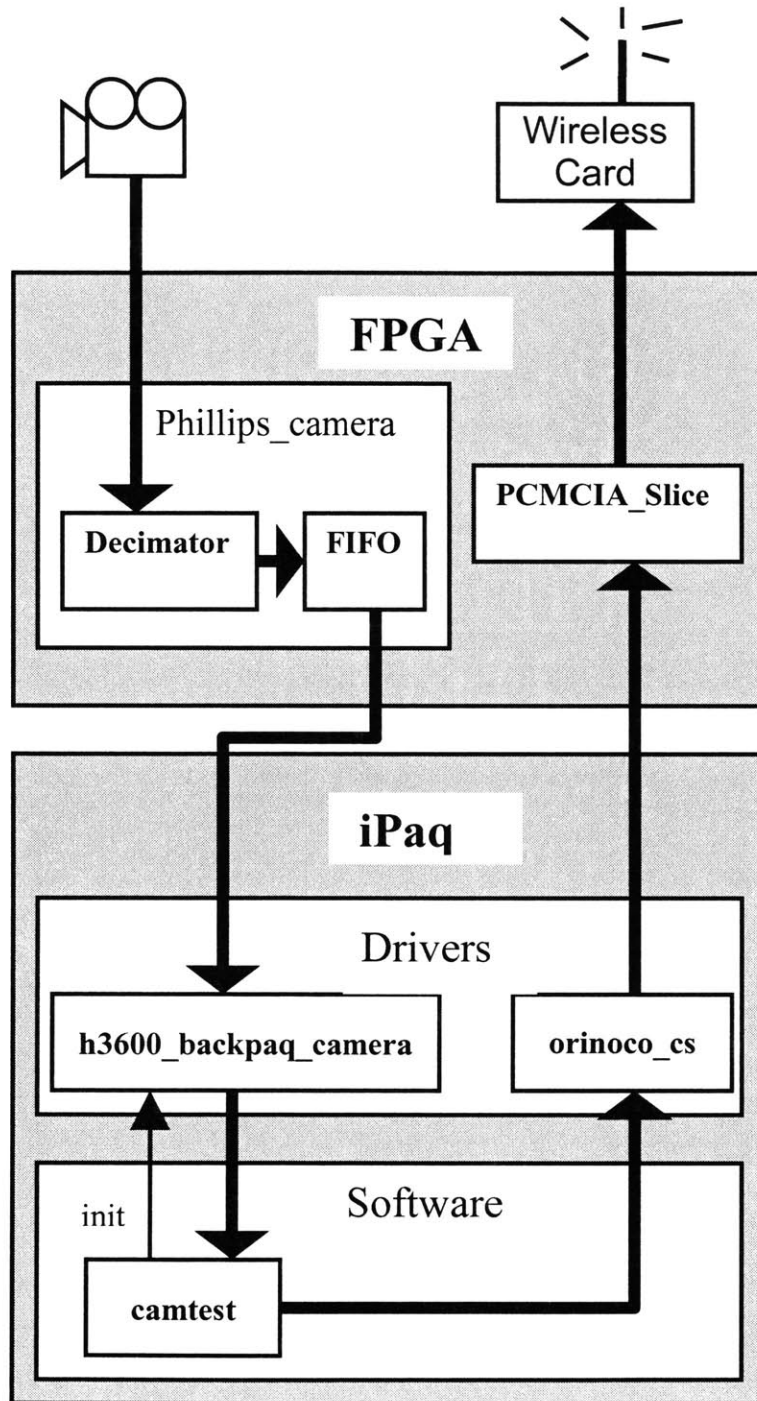 Wireless
Card
FPGA
Phillips_camera
PCMCIA_Slice
Decimator
FIFO
iPaq
Drivers
h3600_backpaq_camera
orinoco_cs
Software
init
camtest